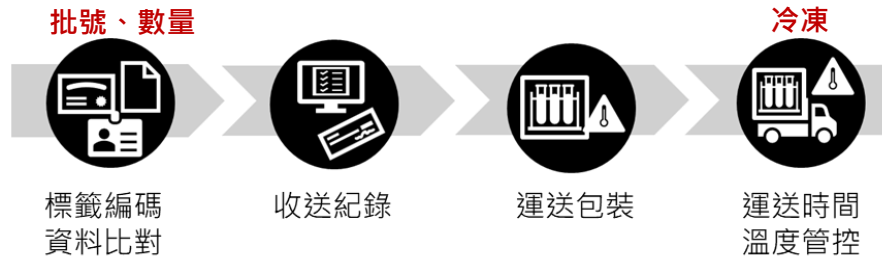 批號、數量
冷凍
標籤編碼
資料比對
收送紀錄
運送包裝
運送時間
溫度管控